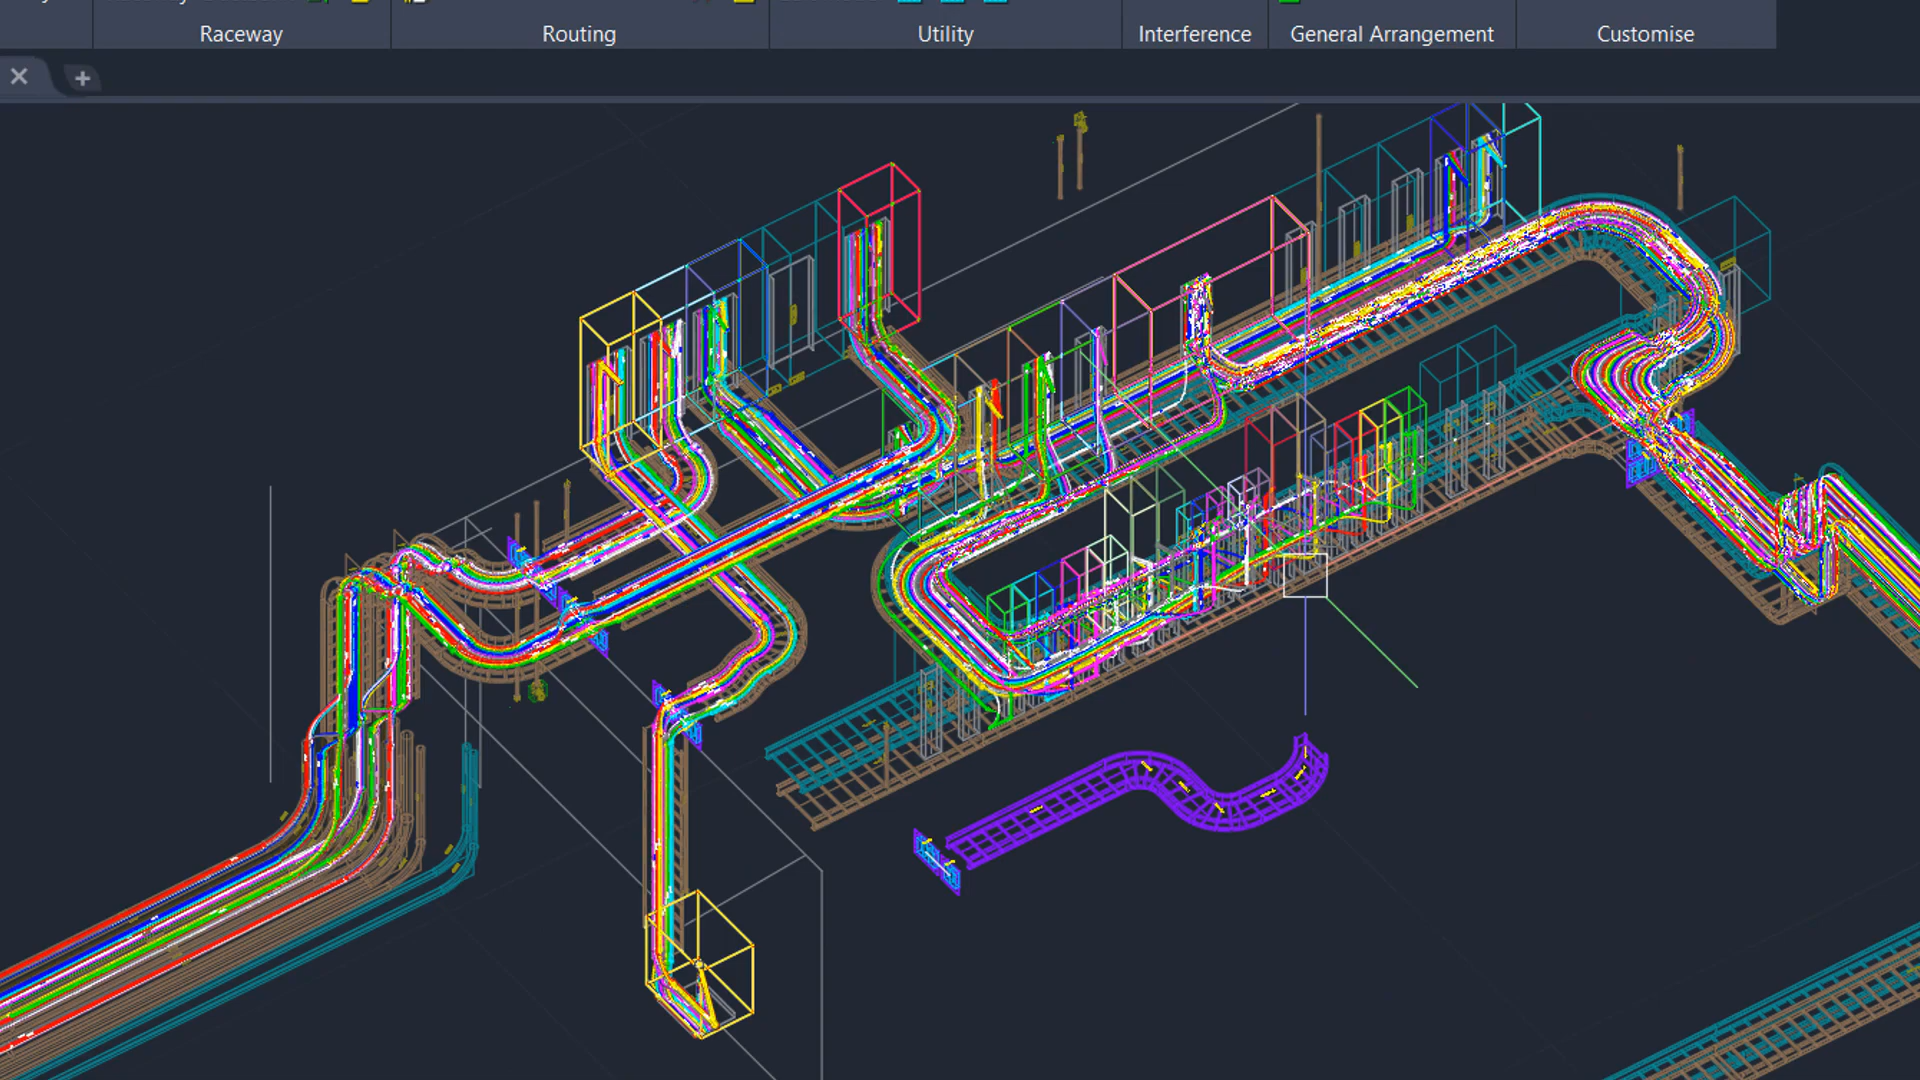 Raceway
Routing
Utility
Interference
General Arrangement
Customise